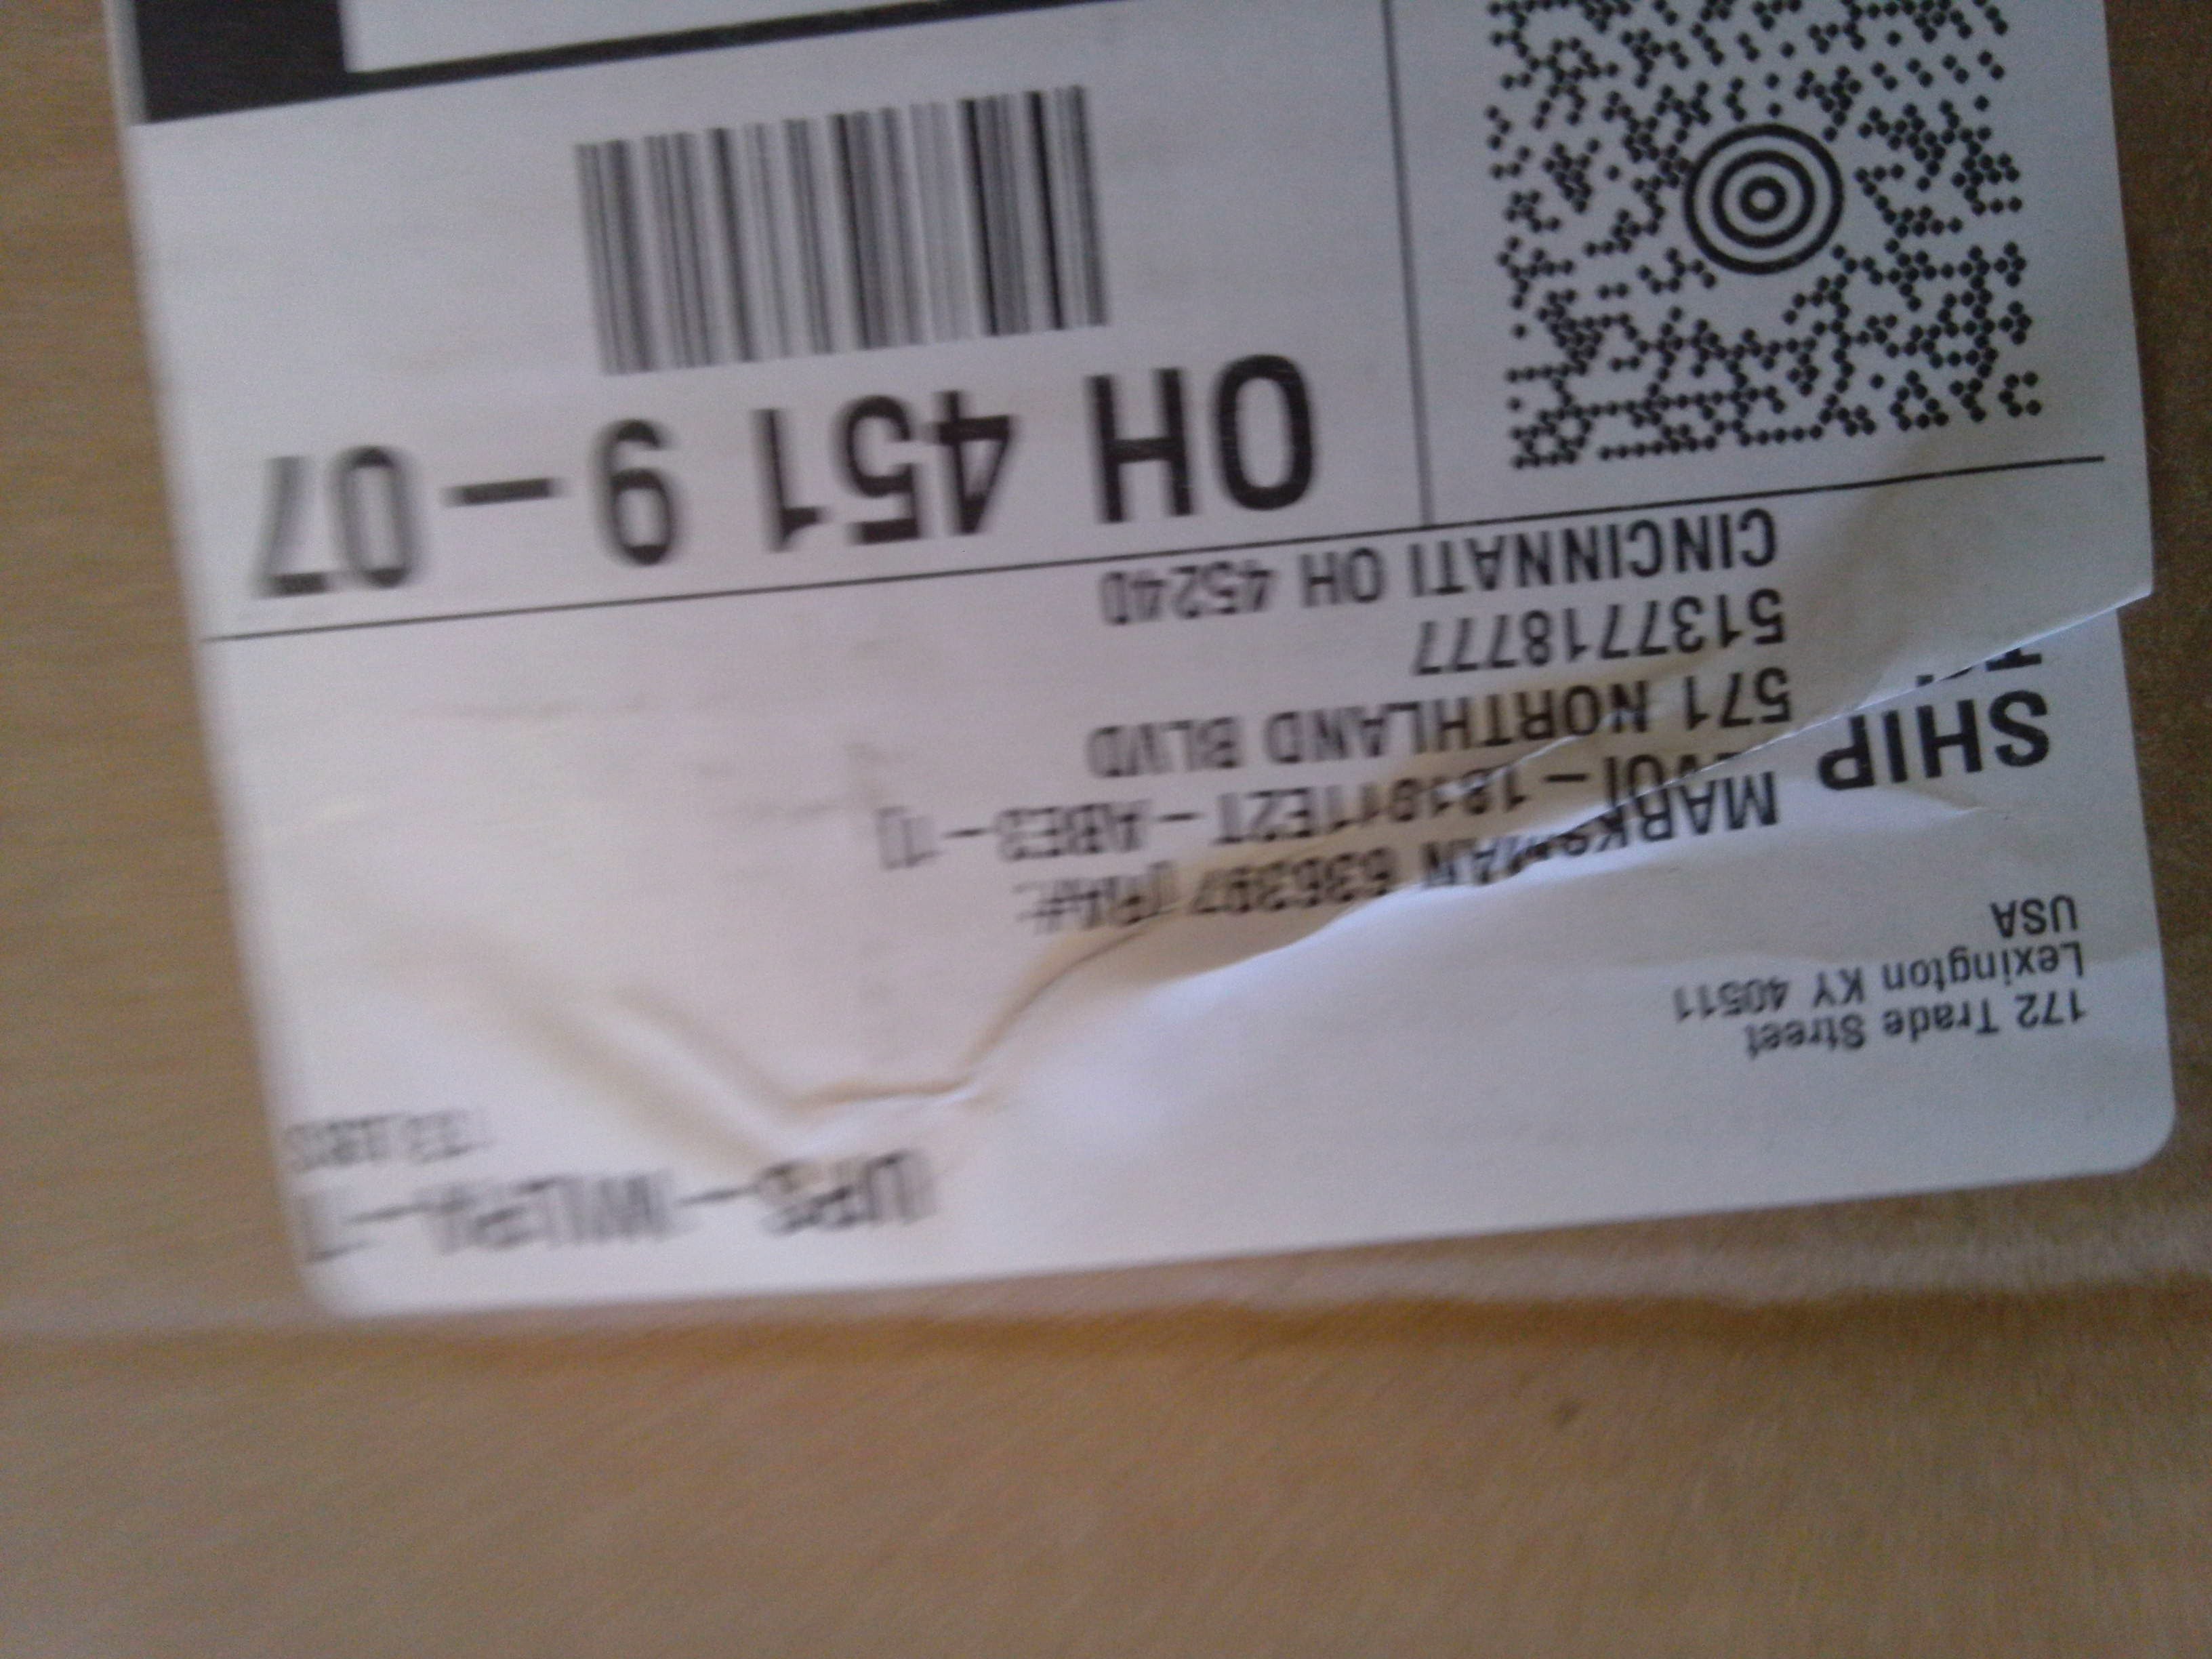 172 Trade Street
Lexington KY 40511
USA
SHIP
MARKSMAN 636397 [RA#:
571 NORTHLAND BLVD
5137718777
CINCINNATI OH 45240
OH 451 9-07